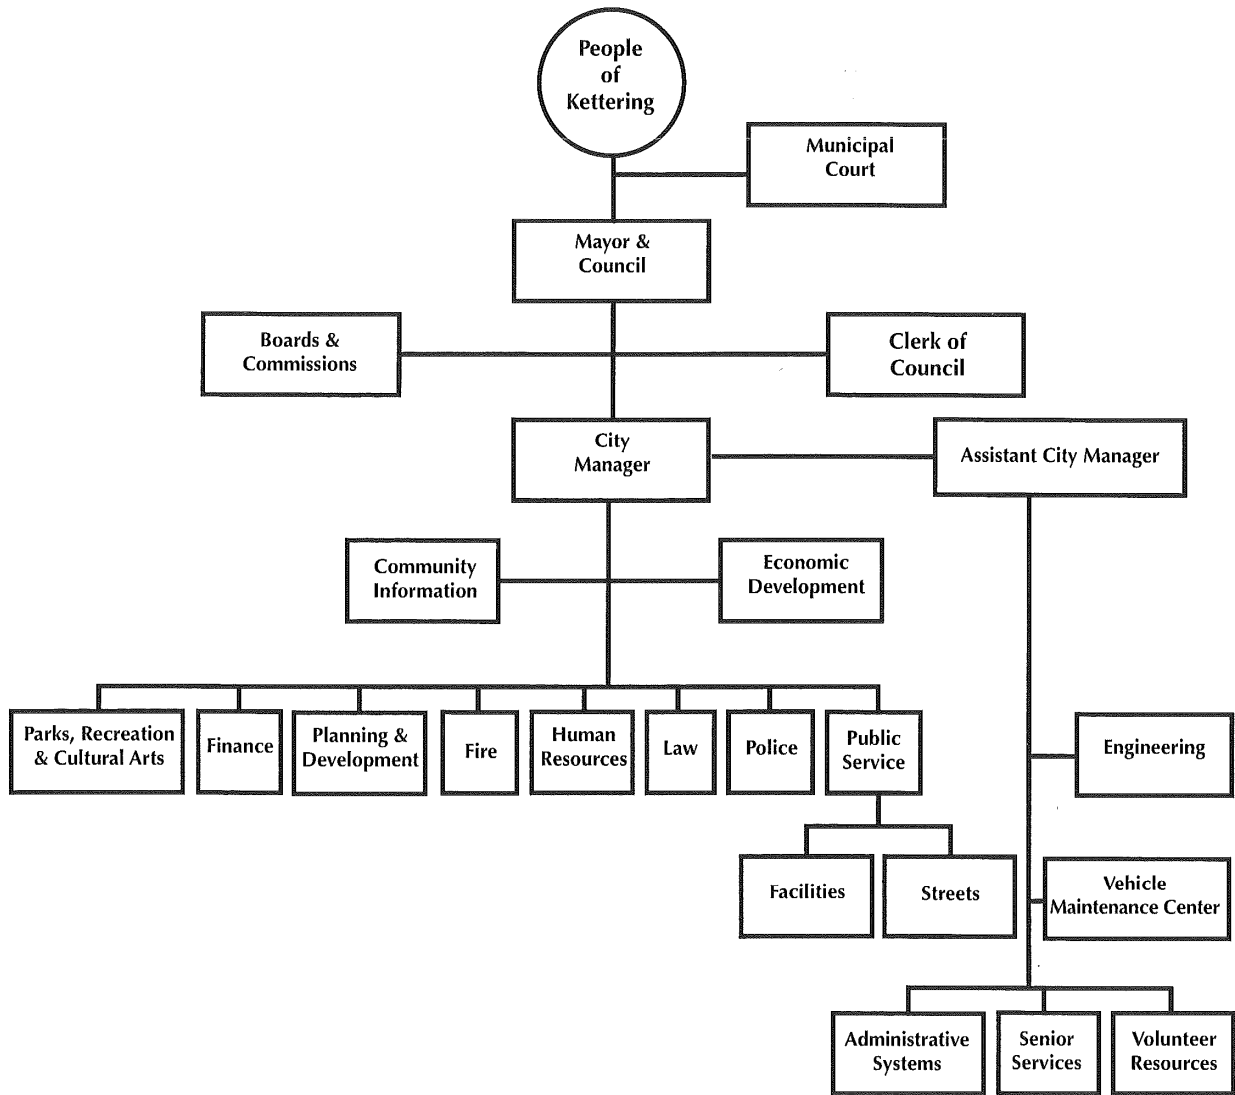 People
of
Kettering
Municipal
Court
Mayor &
Council
Boards &
Commissions
Clerk of
Council
City
Manager
Assistant City Manager
Community
Information
Economic
Development
Parks, Recreation
& Cultural Arts
Finance
Planning &
Development
Fire
Human
Resources
Law
Police
Public
Service
Engineering
Facilities
Streets
Vehicle
Maintenance Center
Administrative
Systems
Senior
Services
Volunteer
Resources